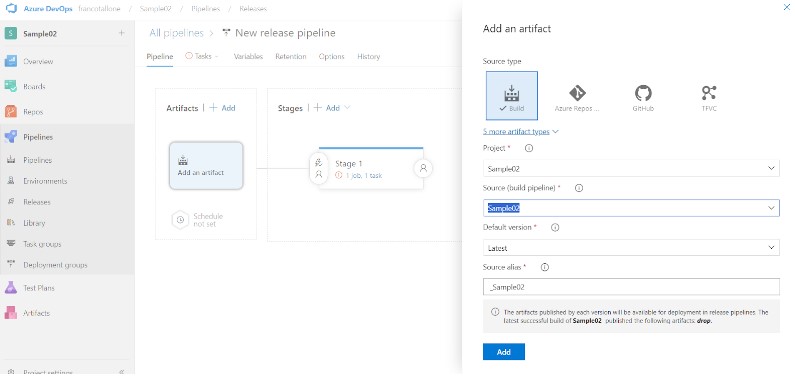 Azure DevOps francotallone / Sample02 / Pipelines / Releases
S Sample02 +
Overview
Boards
Repos
Pipelines
Pipelines
Environments
Releases
Library
Task groups
Deployment groups
Test Plans
Artifacts
Project settings
All pipelines > New release pipeline
Pipeline Tasks Variables Retention Options History
Artifacts | + Add
Stages | + Add
Add an artifact
Stage 1
1 job, 1 task
Schedule
not set
Add an artifact
Source type
Build
Azure Repos ...
GitHub
TFVC
5 more artifact types
Project *
Sample02
Source (build pipeline) *
Sample02
Default version *
Latest
Source alias *
_Sample02
The artifacts published by each version will be available for deployment in release pipelines. The
latest successful build of Sample02 published the following artifacts: drop.
Add